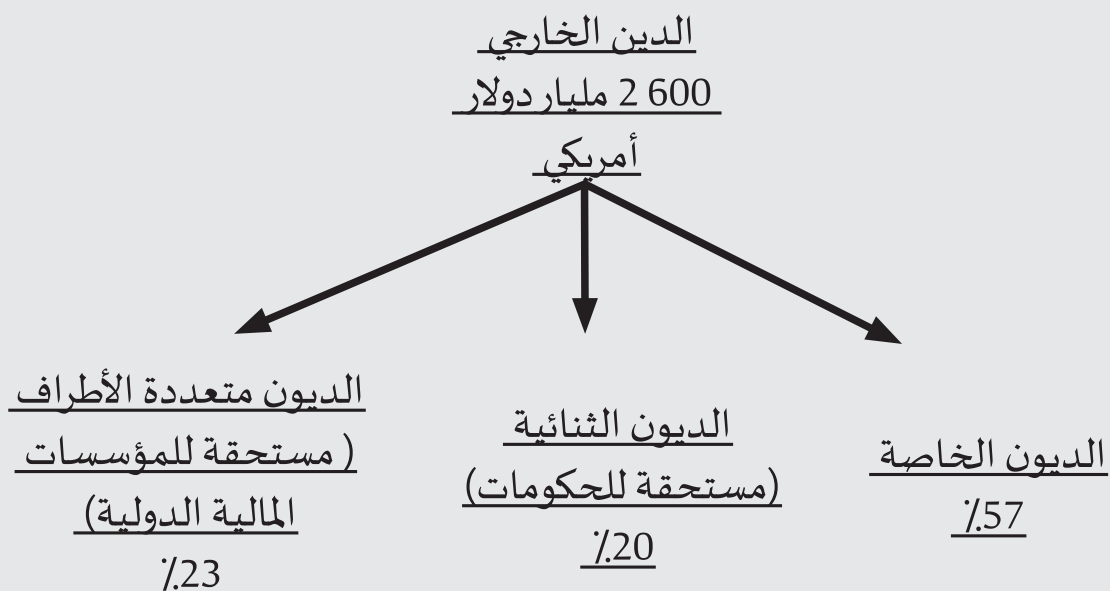 الدين الخارجي
2 600 مليار دولار
أمريكي
الديون الخاصة
57٪
الديون الثنائية
(مستحقة للحكومات)
20٪
الديون متعددة الأطراف
( مستحقة للمؤسسات
المالية الدولية)
23٪